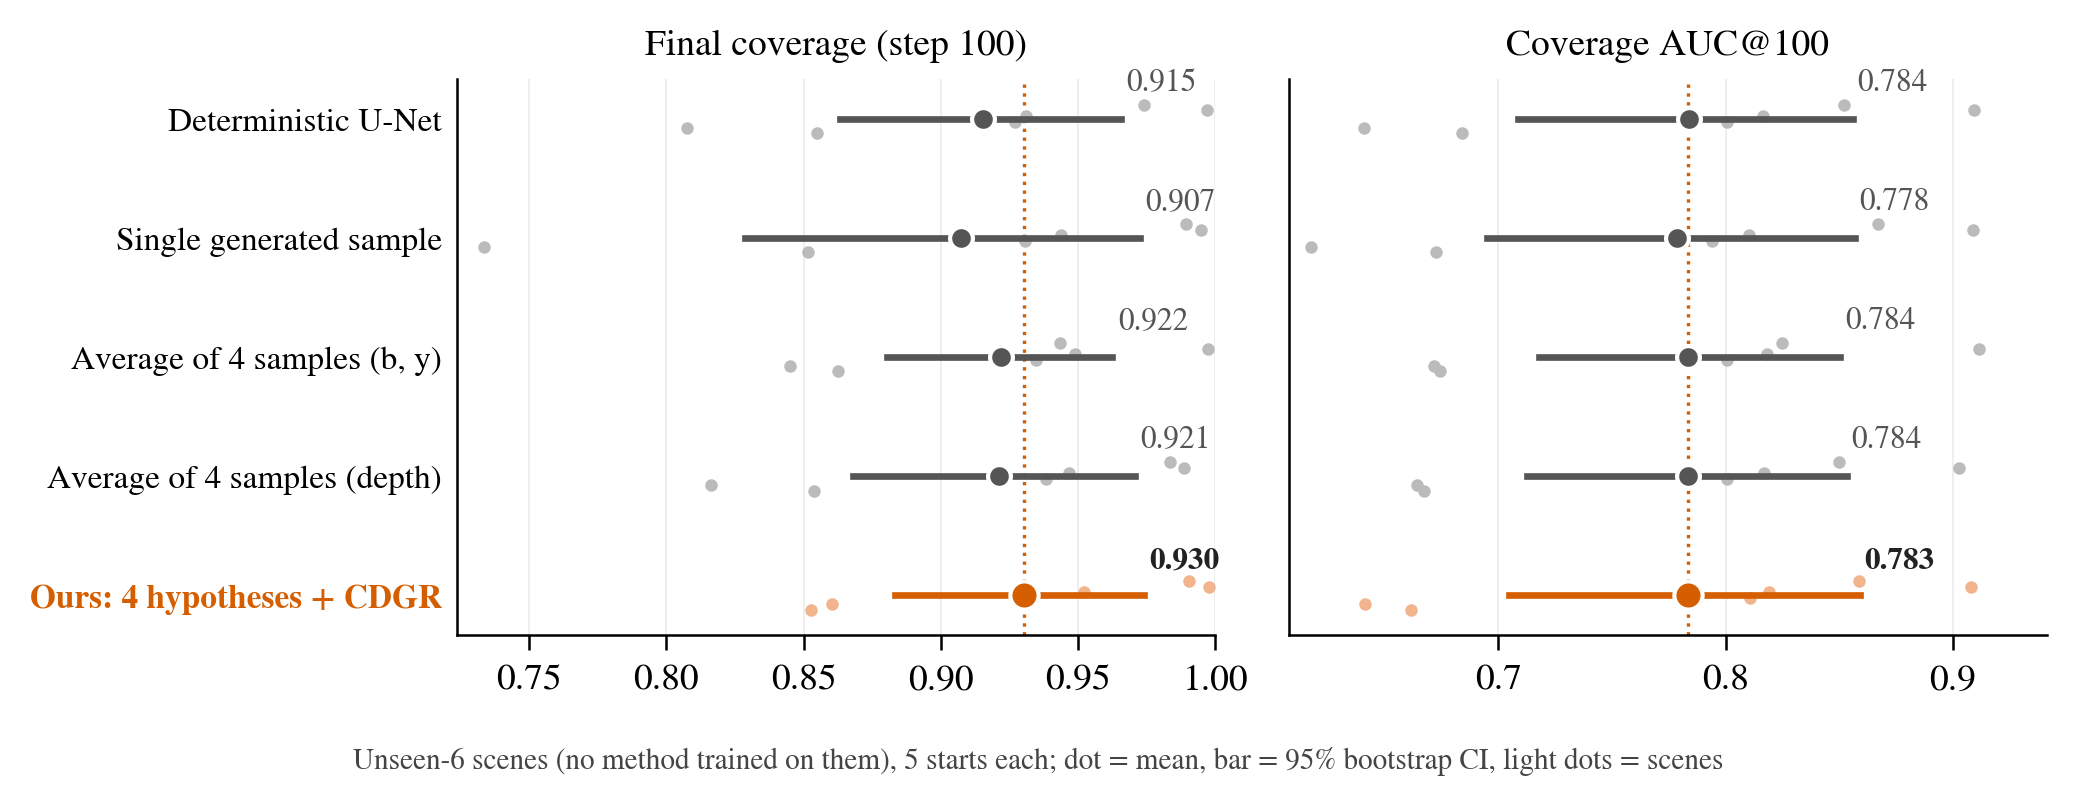 Final coverage (step 100)
Coverage AUC@100
Deterministic U-Net
0.915
0.784
Single generated sample
0.907
0.778
Average of 4 samples (b, y)
0.922
0.784
Average of 4 samples (depth)
0.921
0.784
Ours: 4 hypotheses + CDGR
0.930
0.783
0.75 0.80 0.85 0.90 0.95 1.00
0.7 0.8 0.9
Unseen-6 scenes (no method trained on them), 5 starts each; dot = mean, bar = 95% bootstrap CI, light dots = scenes